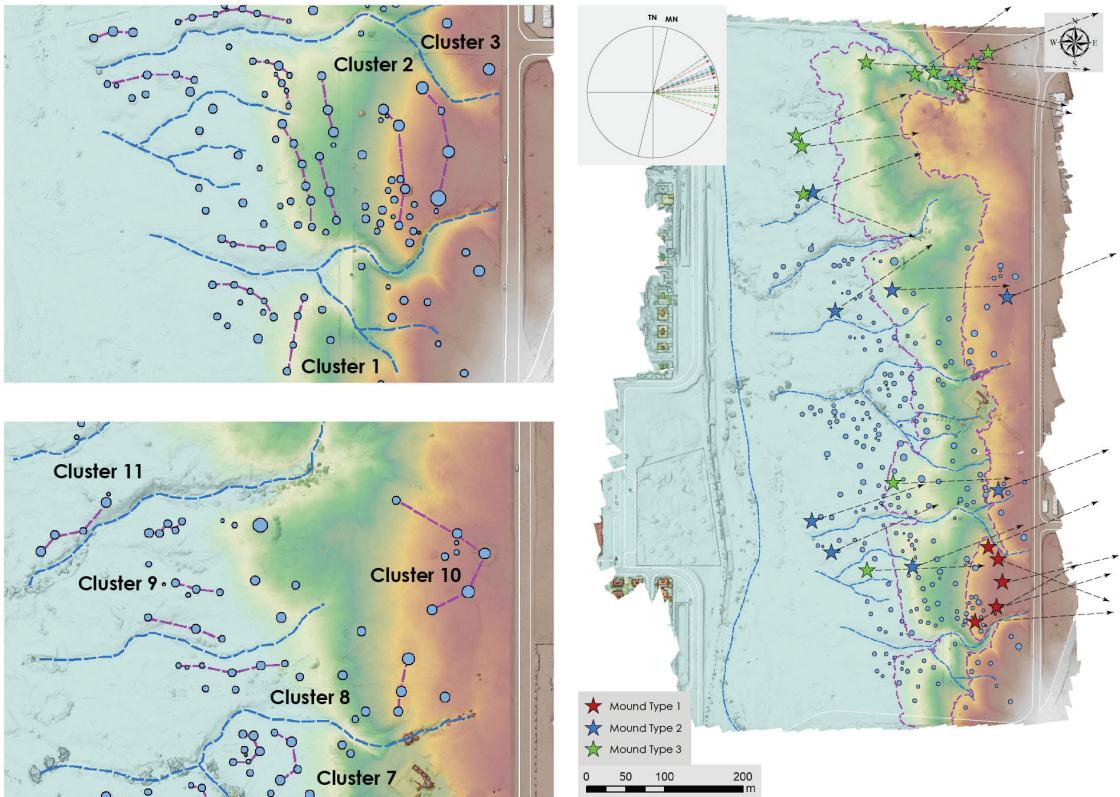 Cluster 3
Cluster 2
Cluster 1
Cluster 11
Cluster 9
Cluster 10
Cluster 8
Cluster 7
TN MN
N
W E
S
Mound Type 1
Mound Type 2
Mound Type 3
0 50 100 200
m